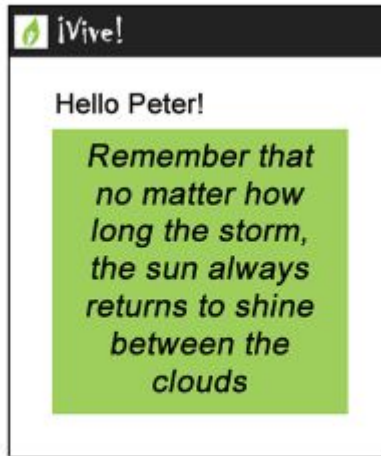 ¡Vive!
Hello Peter!
Remember that
no matter how
long the storm,
the sun always
returns to shine
between the
clouds